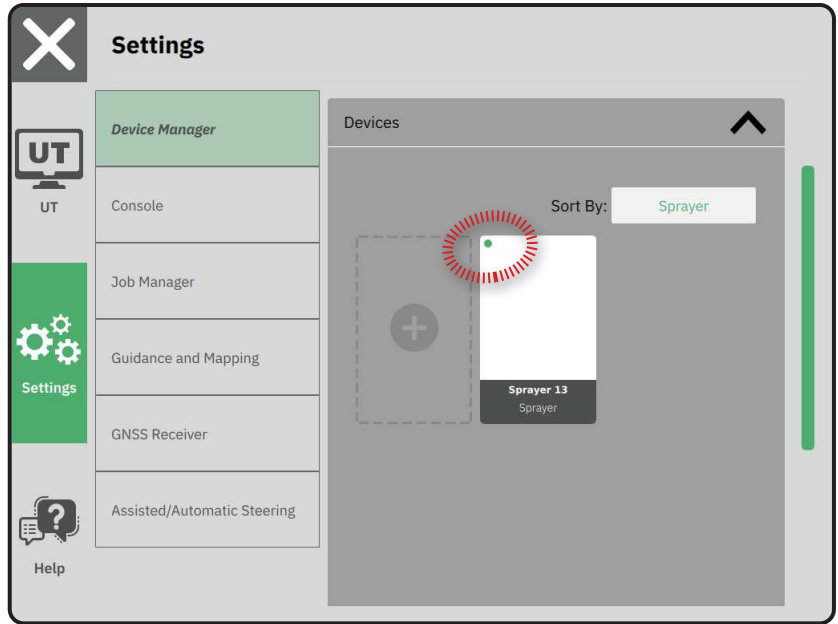 Settings
UT
UT
Settings
Help
Device Manager
Console
Job Manager
Guidance and Mapping
GNSS Receiver
Assisted/Automatic Steering
Devices
Sort By: Sprayer
Sprayer 13
Sprayer